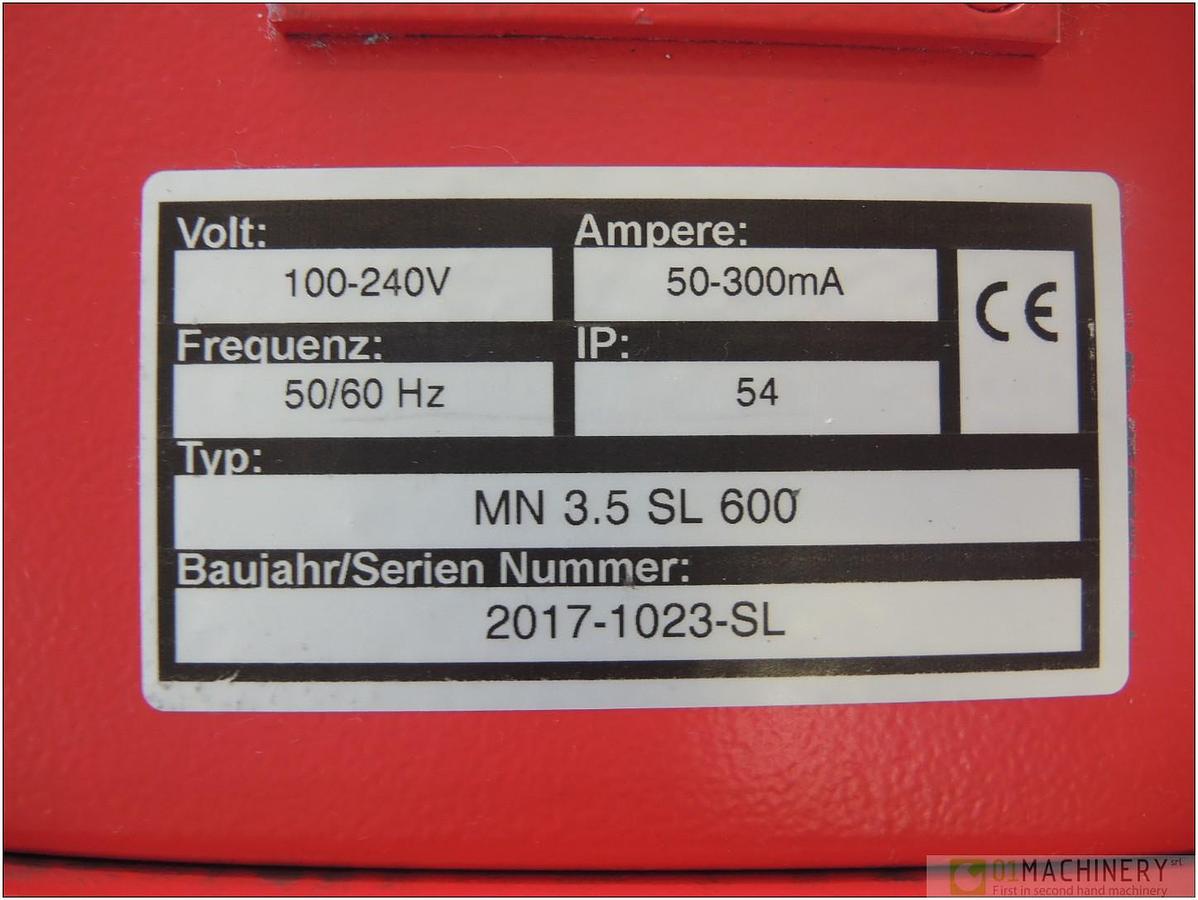 Volt: Ampere:
100-240V 50-300mA
CE
Frequenz: IP:
50/60 Hz 54
Typ:
MN 3.5 SL 600
Baujahr/Serien Nummer:
2017-1023-SL
01MACHINERY srl
First in second hand machinery